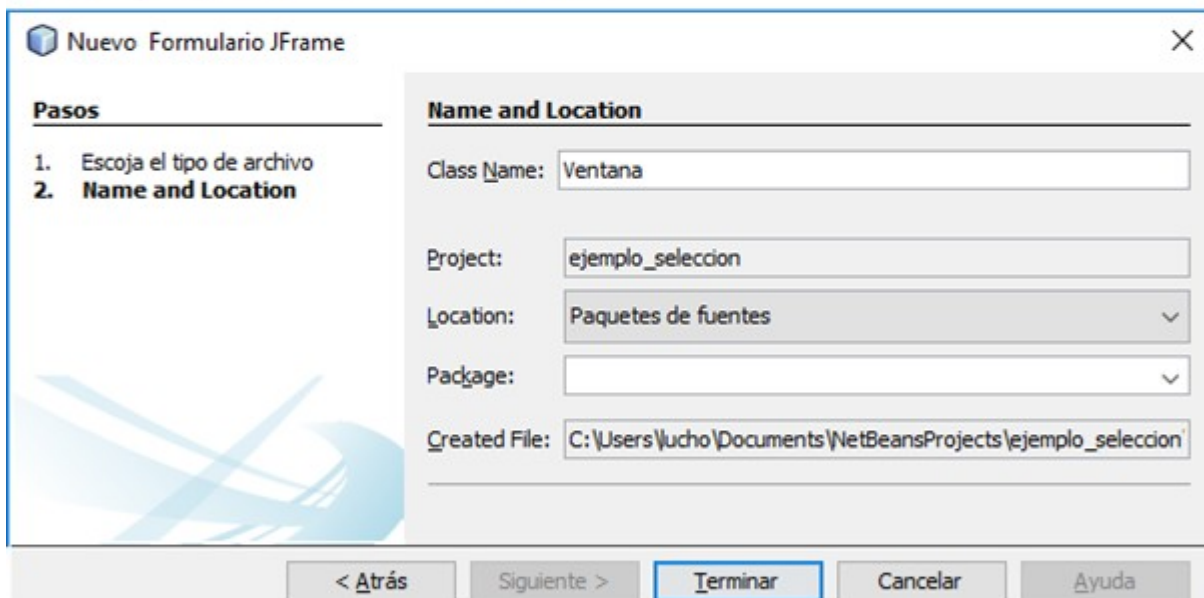 Nuevo Formulario JFrame
Pasos
1. Escoja el tipo de archivo
2. Name and Location
Name and Location
Class Name: Ventana
Project: ejemplo_seleccion
Location: Paquetes de fuentes
Package:
Created File: C:\Users\lucho\Documents\NetBeansProjects\ejemplo_seleccion
< Atrás Siguiente > Terminar Cancelar Ayuda